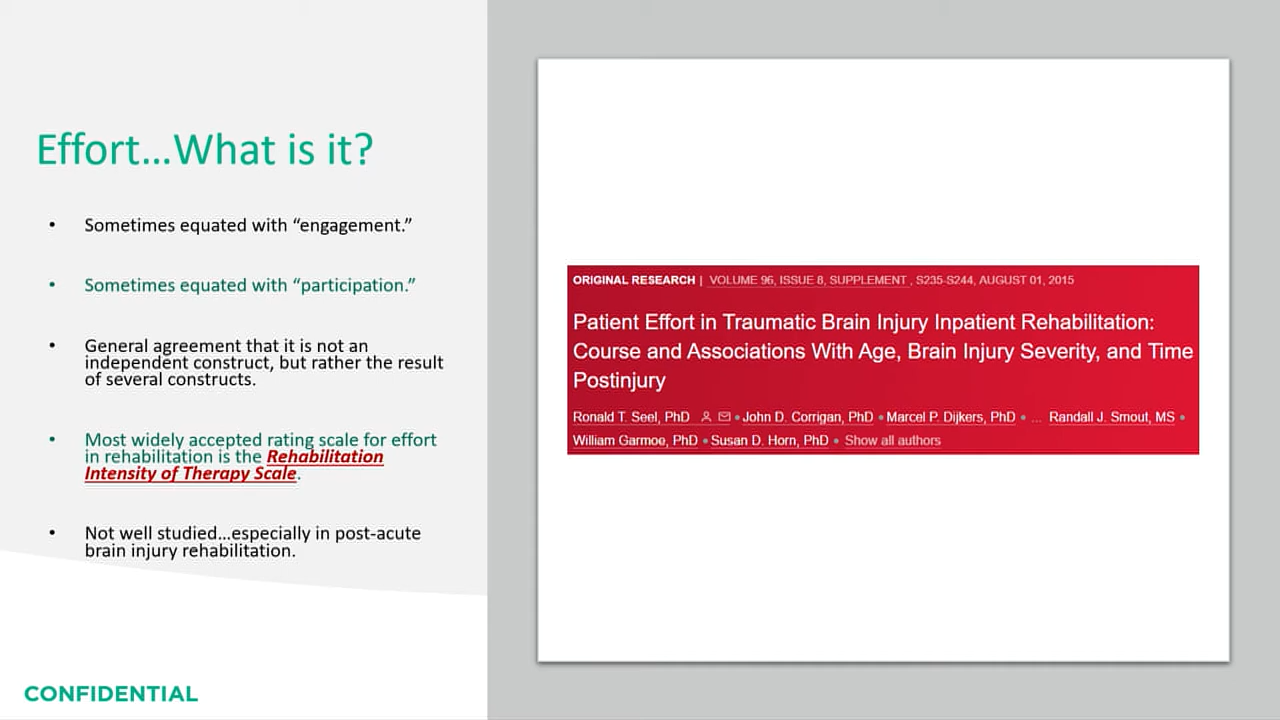 Effort...What is it?
• Sometimes equated with “engagement.”
• Sometimes equated with “participation.”
• General agreement that it is not an
independent construct, but rather the result
of several constructs.
• Most widely accepted rating scale for effort
in rehabilitation is the Rehabilitation
Intensity of Therapy Scale.
• Not well studied...especially in post-acute
brain injury rehabilitation.
CONFIDENTIAL
ORIGINAL RESEARCH | VOLUME 96, ISSUE 8, SUPPLEMENT , S235-S244, AUGUST 01, 2015
Patient Effort in Traumatic Brain Injury Inpatient Rehabilitation:
Course and Associations With Age, Brain Injury Severity, and Time
Postinjury
Ronald T. Seel, PhD • John D. Corrigan, PhD • Marcel P. Dijkers, PhD • ... Randall J. Smout, MS •
William Garmoe, PhD • Susan D. Horn, PhD • Show all authors